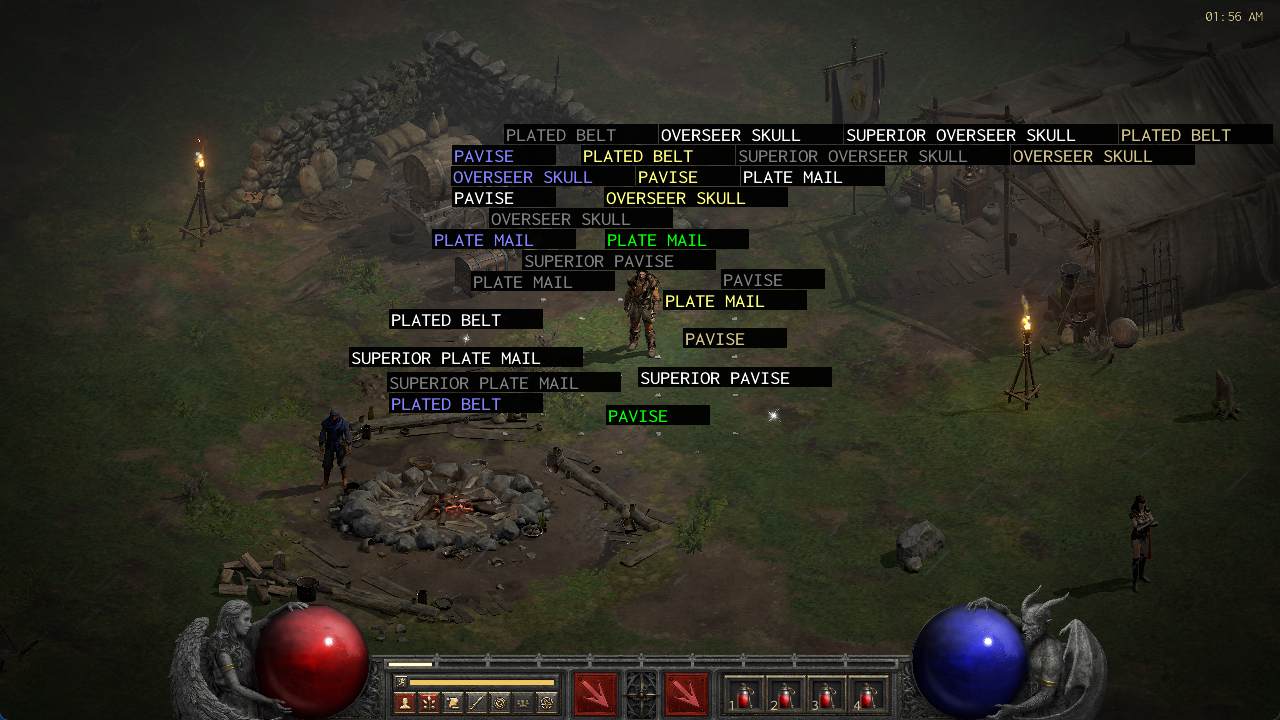 01:56 AM
PLATED BELT OVERSEER SKULL SUPERIOR OVERSEER SKULL PLATED BELT
PAVISE PLATED BELT SUPERIOR OVERSEER SKULL OVERSEER SKULL
OVERSEER SKULL PAVISE PLATE MAIL
PAVISE OVERSEER SKULL
OVERSEER SKULL
PLATE MAIL PLATE MAIL
SUPERIOR PAVISE
PLATE MAIL PAVISE
PLATE MAIL
PLATED BELT
PAVISE
SUPERIOR PLATE MAIL
SUPERIOR PAVISE
SUPERIOR PLATE MAIL
PLATED BELT
PAVISE
1 2 3 4